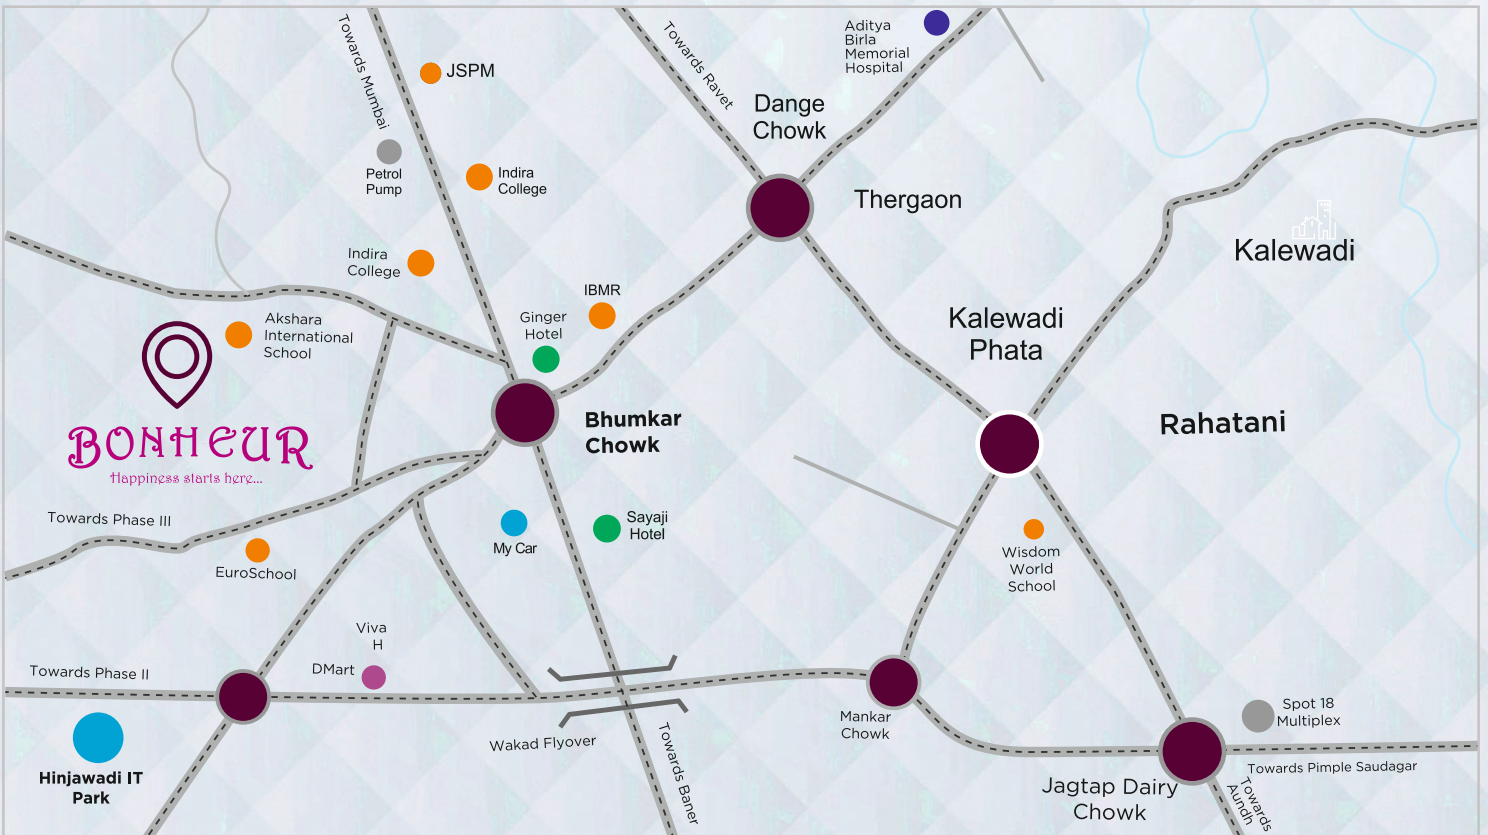 Towards Mumbai
JSPM
Towards Ravet
Aditya
Birla
Memorial
Hospital
Dange
Chowk
Petrol
Pump
Indira
College
Thergaon
Indira
College
Kalewadi
IBMR
Ginger
Hotel
Akshara
International
School
Kalewadi
Phata
BONHEUR
Happiness starts here...
Bhumkar
Chowk
Rahatani
Towards Phase III
My Car
Sayaji
Hotel
EuroSchool
Wisdom
World
School
Viva
H
DMart
Towards Phase II
Mankar
Chowk
Spot 18
Multiplex
Wakad Flyover
Towards Baner
Hinjawadi IT
Park
Towards Pimple Saudagar
Jagtap Dairy
Chowk
Towards
Aundh